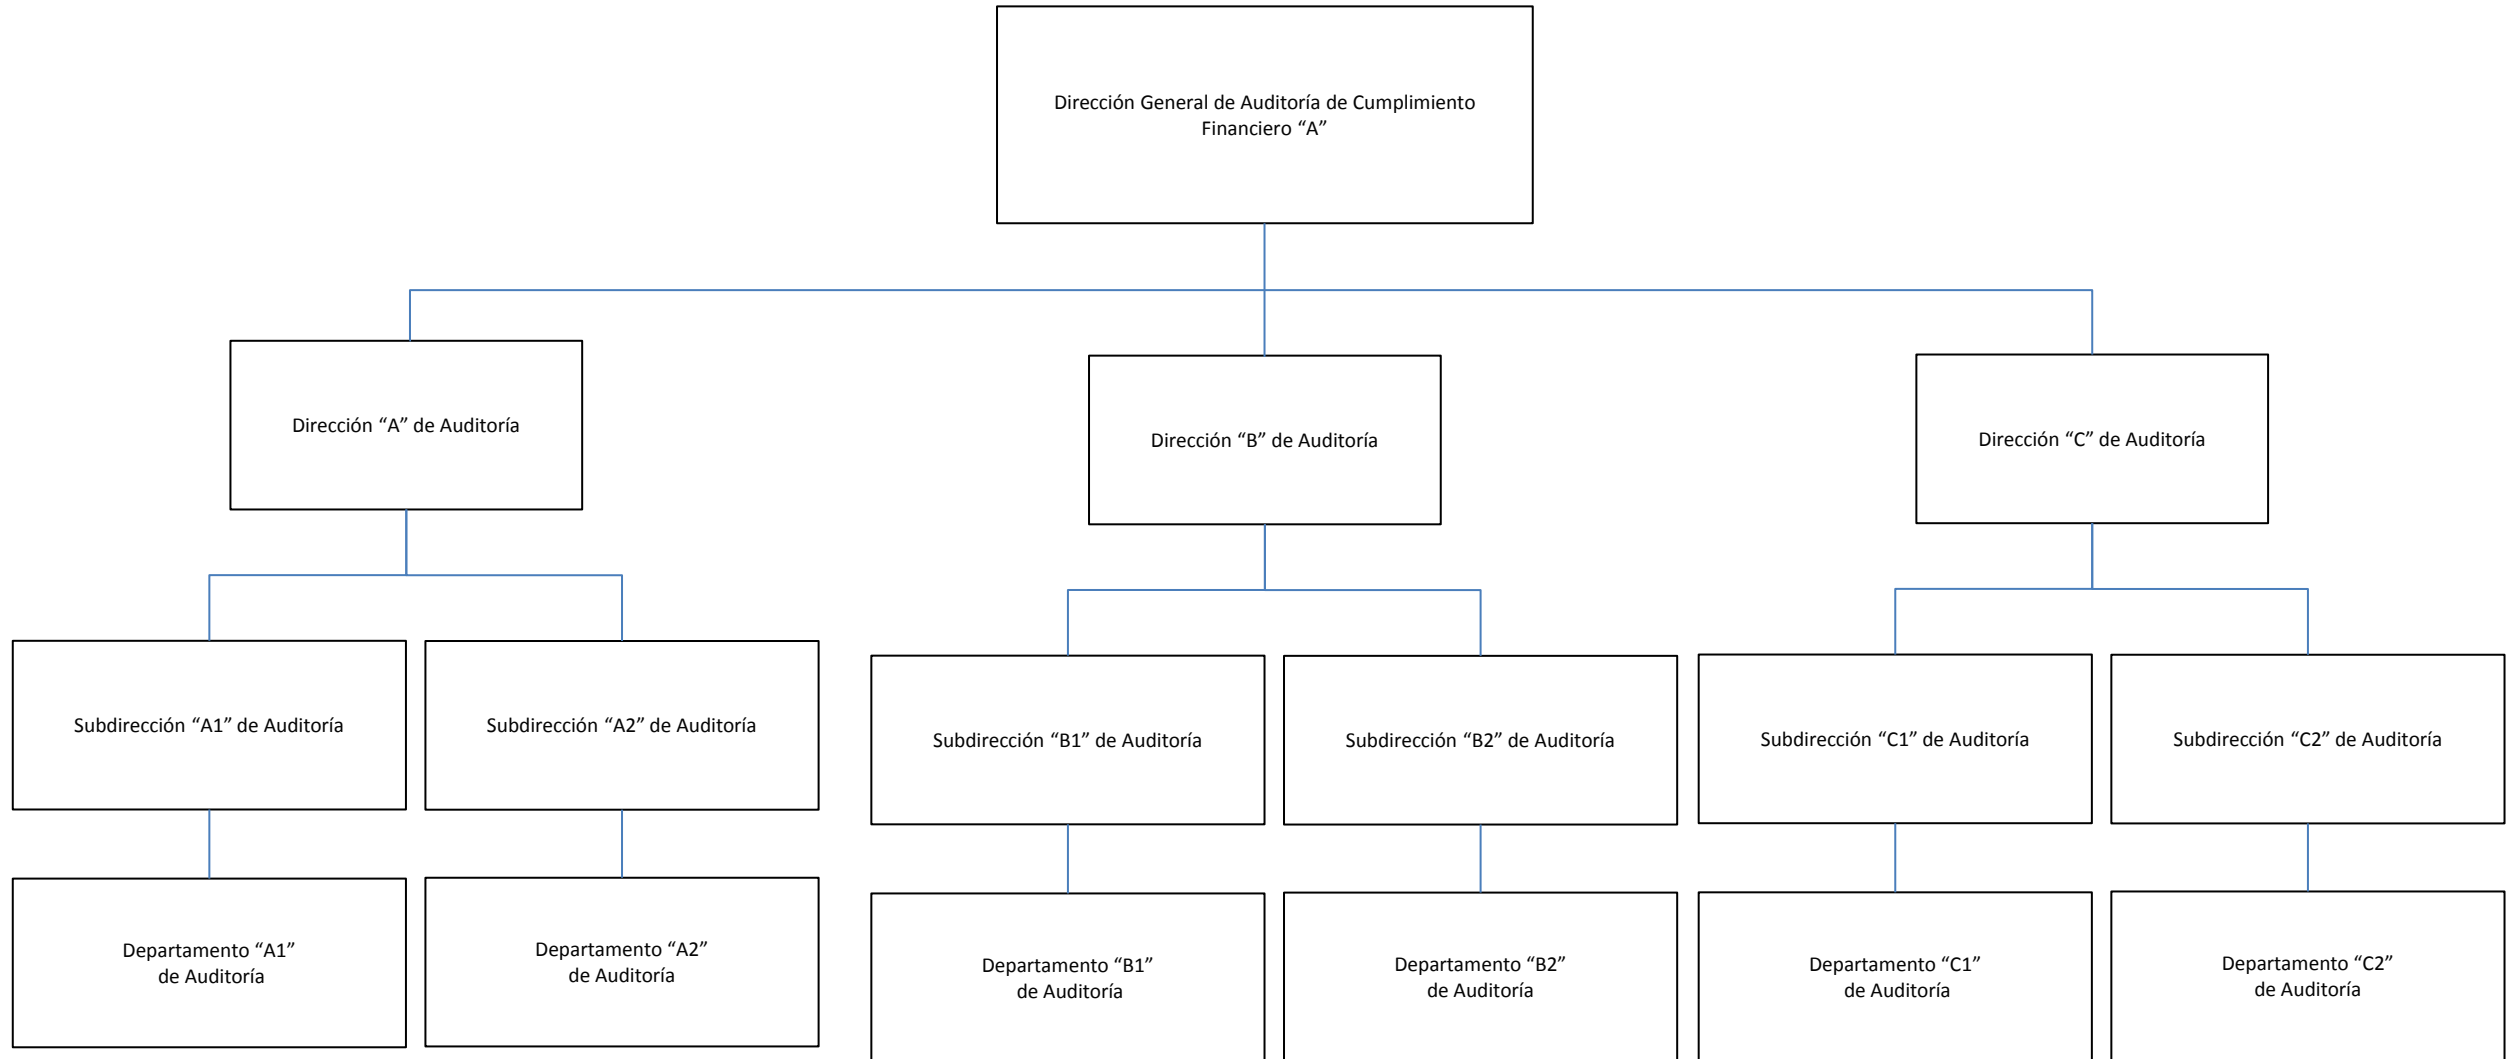 Dirección General de Auditoría de Cumplimiento
Financiero “A”
Dirección “A” de Auditoría
Dirección “B” de Auditoría
Dirección “C” de Auditoría
Subdirección “A1” de Auditoría
Subdirección “A2” de Auditoría
Subdirección “B1” de Auditoría
Subdirección “B2” de Auditoría
Subdirección “C1” de Auditoría
Subdirección “C2” de Auditoría
Departamento “A1”
de Auditoría
Departamento “A2”
de Auditoría
Departamento “B1”
de Auditoría
Departamento “B2”
de Auditoría
Departamento “C1”
de Auditoría
Departamento “C2”
de Auditoría